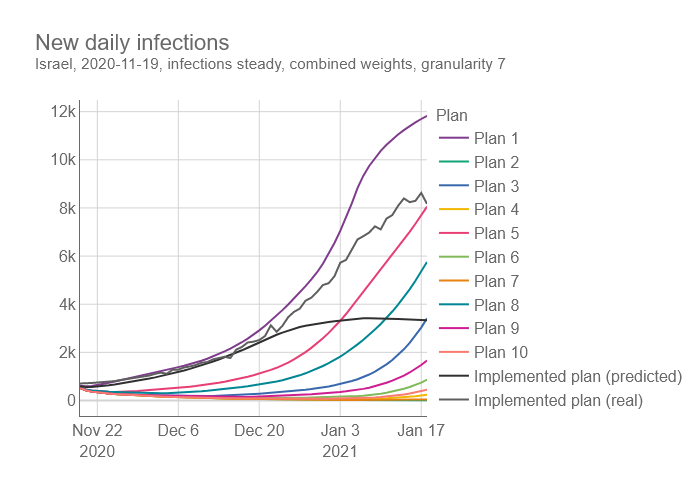 New daily infections
Israel, 2020-11-19, infections steady, combined weights, granularity 7
12k
10k
8k
6k
4k
2k
0
Nov 22
2020
Dec 6
Dec 20
Jan 3
2021
Jan 17
Plan
Plan 1
Plan 2
Plan 3
Plan 4
Plan 5
Plan 6
Plan 7
Plan 8
Plan 9
Plan 10
Implemented plan (predicted)
Implemented plan (real)